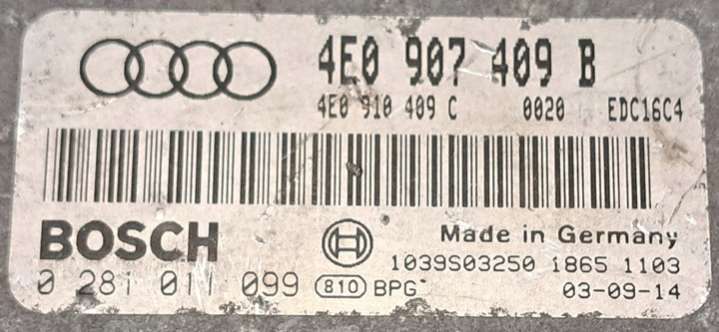 4E0 907 409 B
4E0 910 409 C 0020 EDC16C4
BOSCH
Made in Germany
1039S03250 1865 1103
0 281 011 099 810 BPG 03-09-14